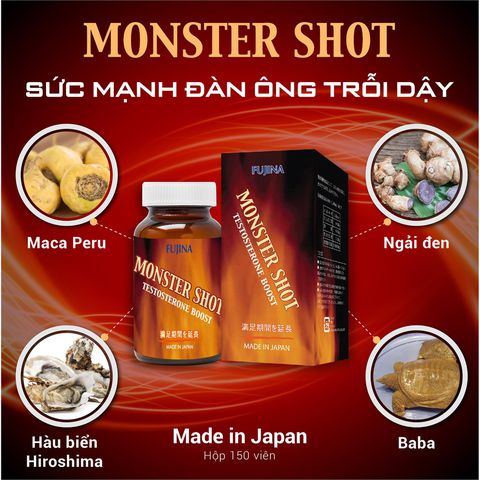 MONSTER SHOT
SỨC MẠNH ĐÀN ÔNG TRỖI DẬY
Maca Peru
Ngải đen
FUJINA
MONSTER SHOT
TESTOSTERONE BOOST
満足期間を延長
MADE IN JAPAN
FUJINA
MONSTER SHOT
TESTOSTERONE BOOST
満足期間を延長
MADE IN JAPAN
Hàu biển
Hiroshima
Made in Japan
Hộp 150 viên
Baba